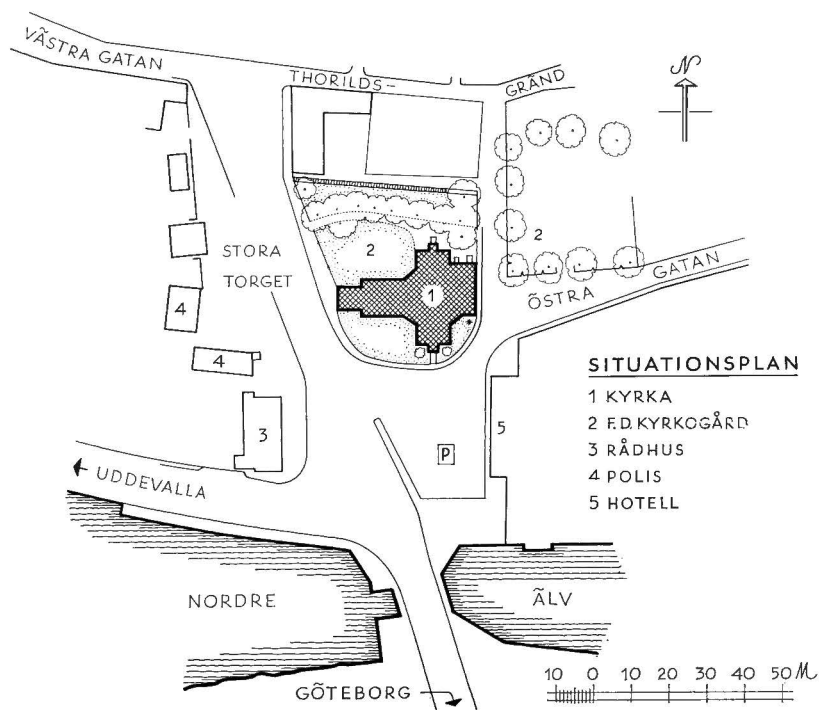 VÄSTRA GATAN
THORILDS-
GRÄND
N
2
2
STORA
TORGET
1
ÖSTRA
GATAN
4
4
3
5
P
SITUATIONSPLAN
1 KYRKA
2 F.D. KYRKOGÅRD
3 RÅDHUS
4 POLIS
5 HOTELL
UDDEVALLA
NORDRE
ÄLV
GÖTEBORG
10 0 10 20 30 40 50 M